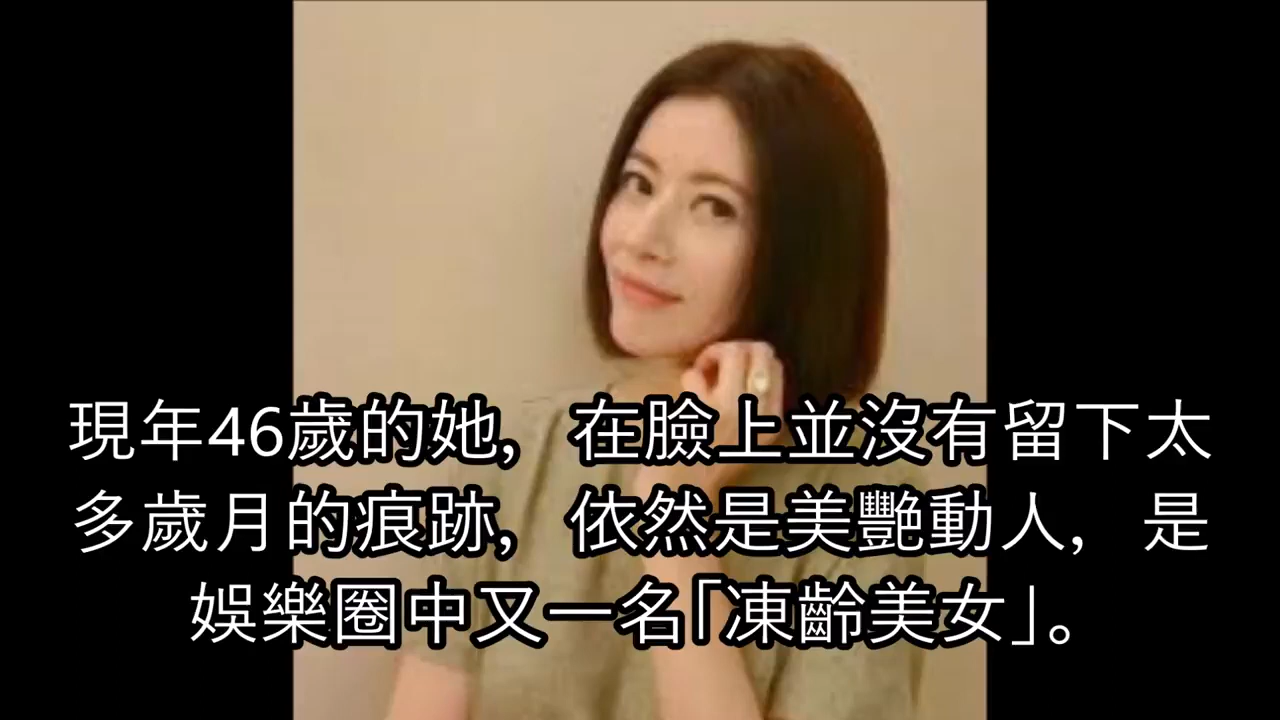 現年46歲的她，在臉上並沒有留下太
多歲月的痕跡，依然是美艷動人，是
娛樂圈中又一名「凍齡美女」。